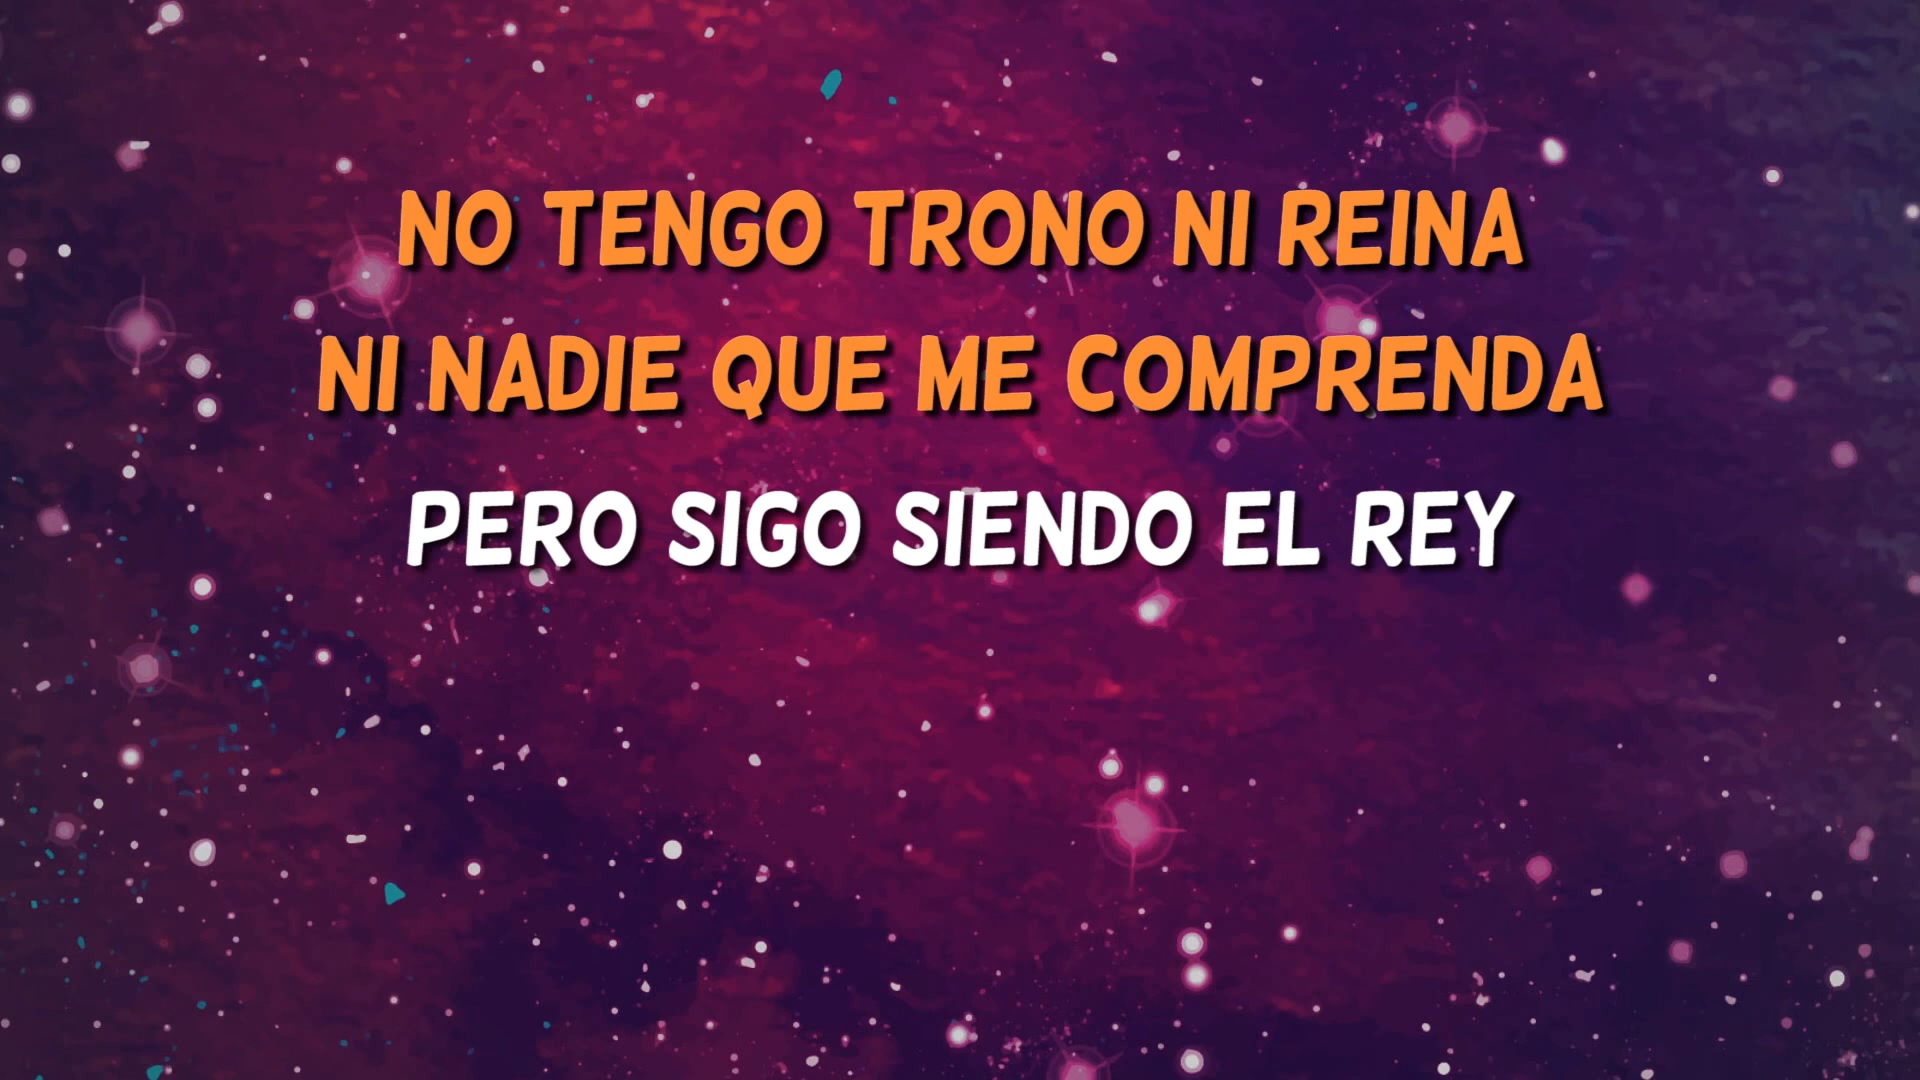 NO TENGO TRONO NI REINA
NI NADIE QUE ME COMPRENDA
PERO SIGO SIENDO EL REY